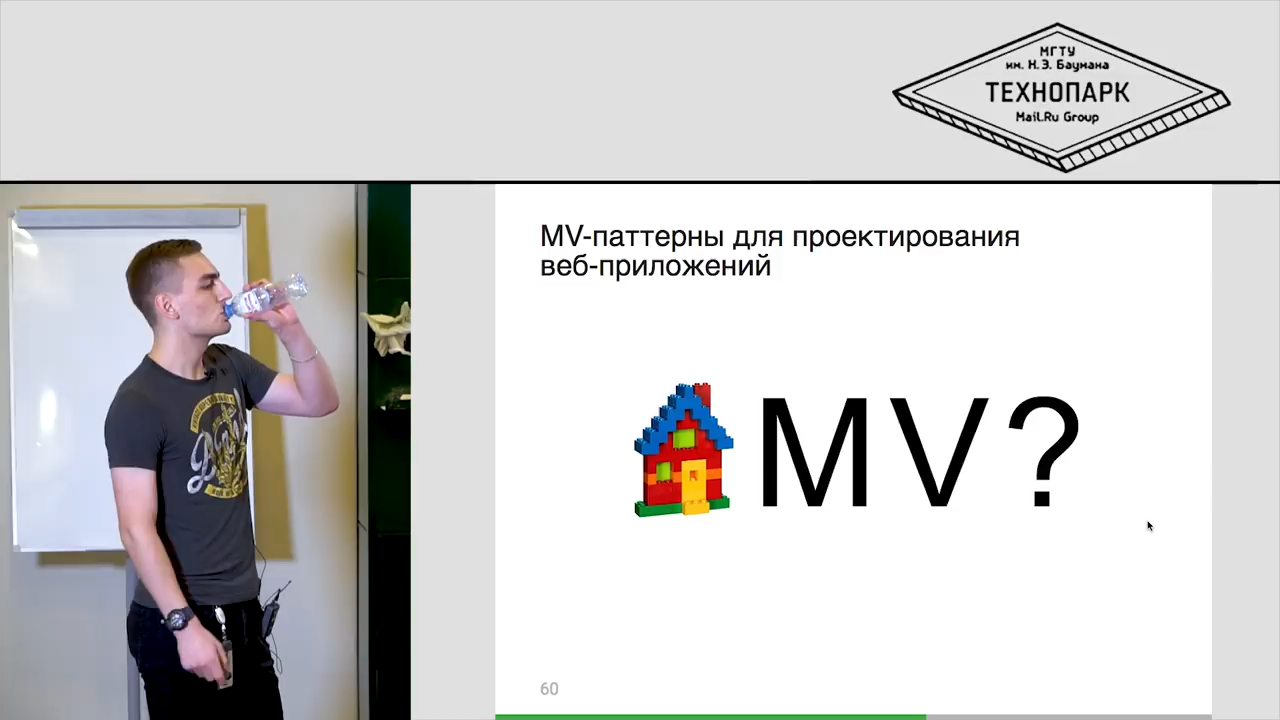 МГТУ
им. Н.Э. Баумана
ТЕХНОПАРК
Mail.Ru Group
MV-паттерны для проектирования
веб-приложений
MV?
60